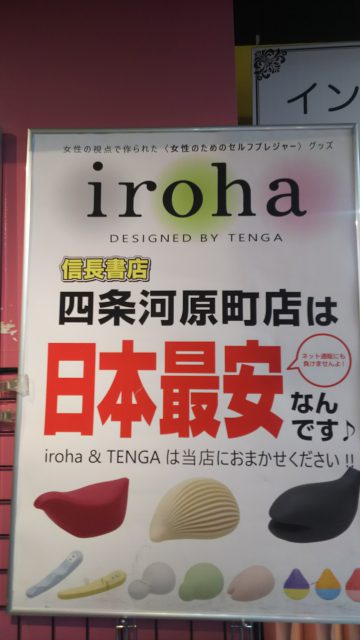 イン
女性の視点で作られた〈女性のためのセルフプレジャー〉グッズ
iroha
DESIGNED BY TENGA
信長書店
四条河原町店は
日本最安
ネット通販にも
負けませんよ!
なん
です♪
iroha & TENGA は当店におまかせください!!